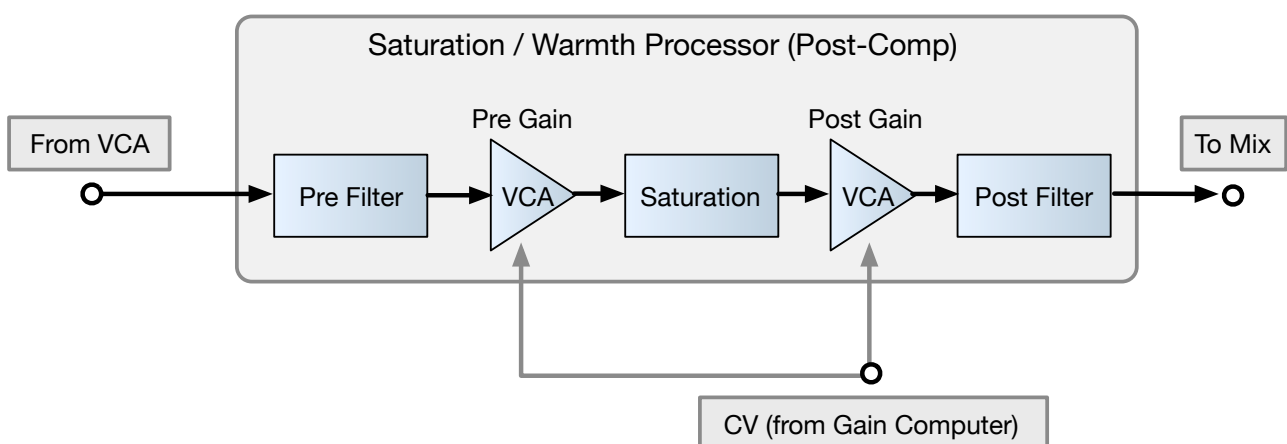 Saturation / Warmth Processor (Post-Comp)
Pre Gain
Post Gain
From VCA
To Mix
Pre Filter
VCA
Saturation
VCA
Post Filter
CV (from Gain Computer)